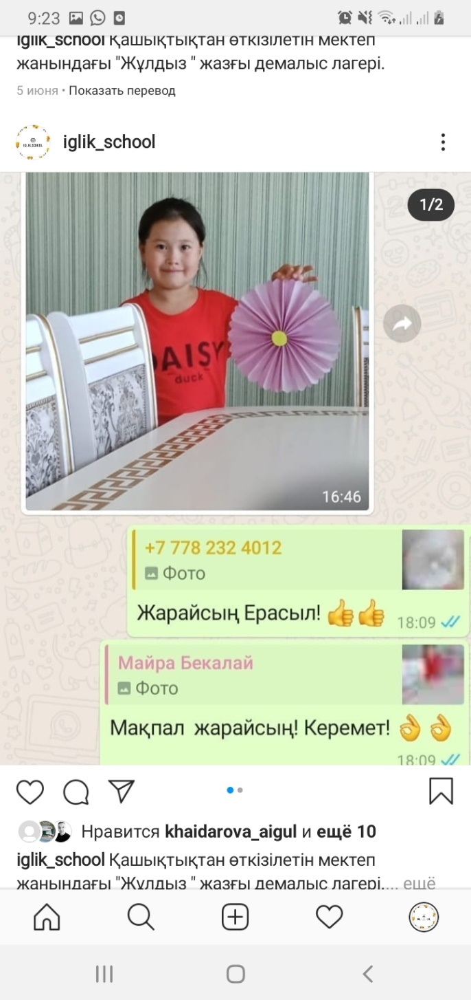 9:23
iglik_school Қашықтықтан өткізілетін мектеп
жанындағы "Жұлдыз " жазғы демалыс лагері.
5 июня • Показать перевод
iglik_school
1/2
DAISY
duck
16:46
+7 778 232 4012
Фото
Жарайсың Ерасыл! 👍👍
18:09
Майра Бекалай
Фото
Мақпал жарайсың! Керемет! 👌👌
18:09
Нравится khaidarova_aigul и ещё 10
iglik_school Қашықтықтан өткізілетін мектеп
жанындағы "Жұлдыз " жазғы демалыс лагері.... ещё